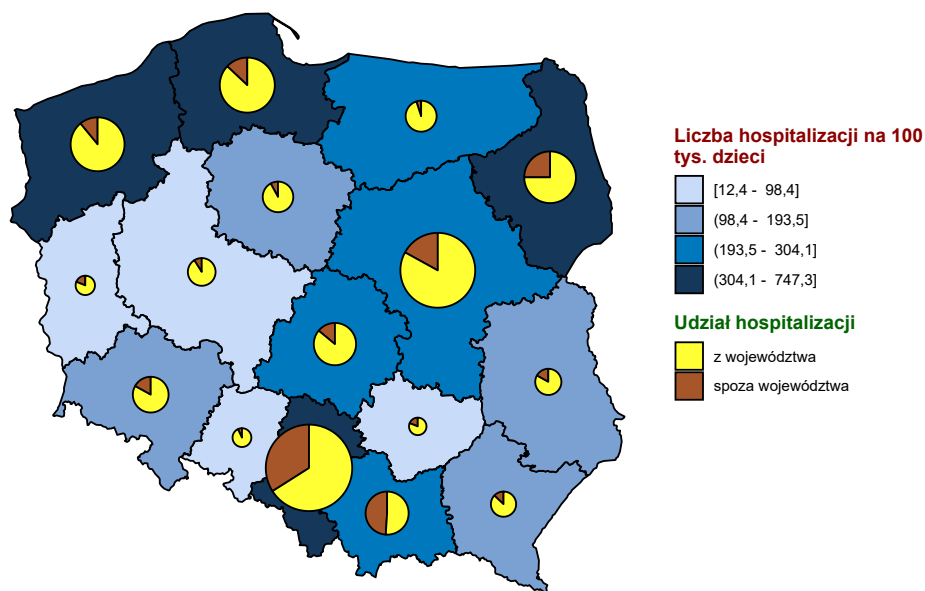 Liczba hospitalizacji na 100
tys. dzieci
[12,4 - 98,4]
(98,4 - 193,5]
(193,5 - 304,1]
(304,1 - 747,3]
Udział hospitalizacji
z województwa
spoza województwa